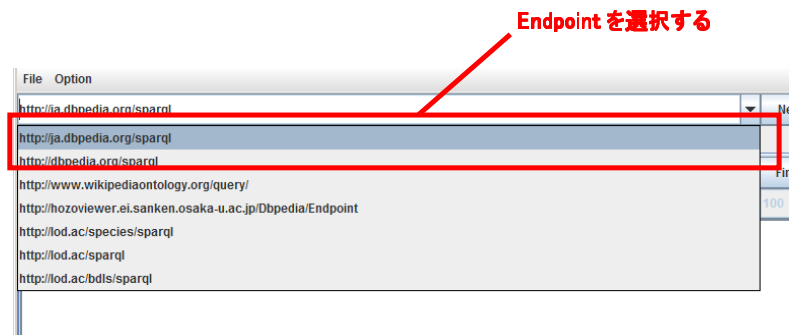 Endpoint を選択する
File Option
http://ja.dbpedia.org/sparql
http://ja.dbpedia.org/sparql
http://dbpedia.org/sparql
http://www.wikipediaontology.org/query/
http://hozoviewer.ei.sanken.osaka-u.ac.jp/Dbpedia/Endpoint
100
http://lod.ac/species/sparql
http://lod.ac/sparql
http://lod.ac/bdls/sparql